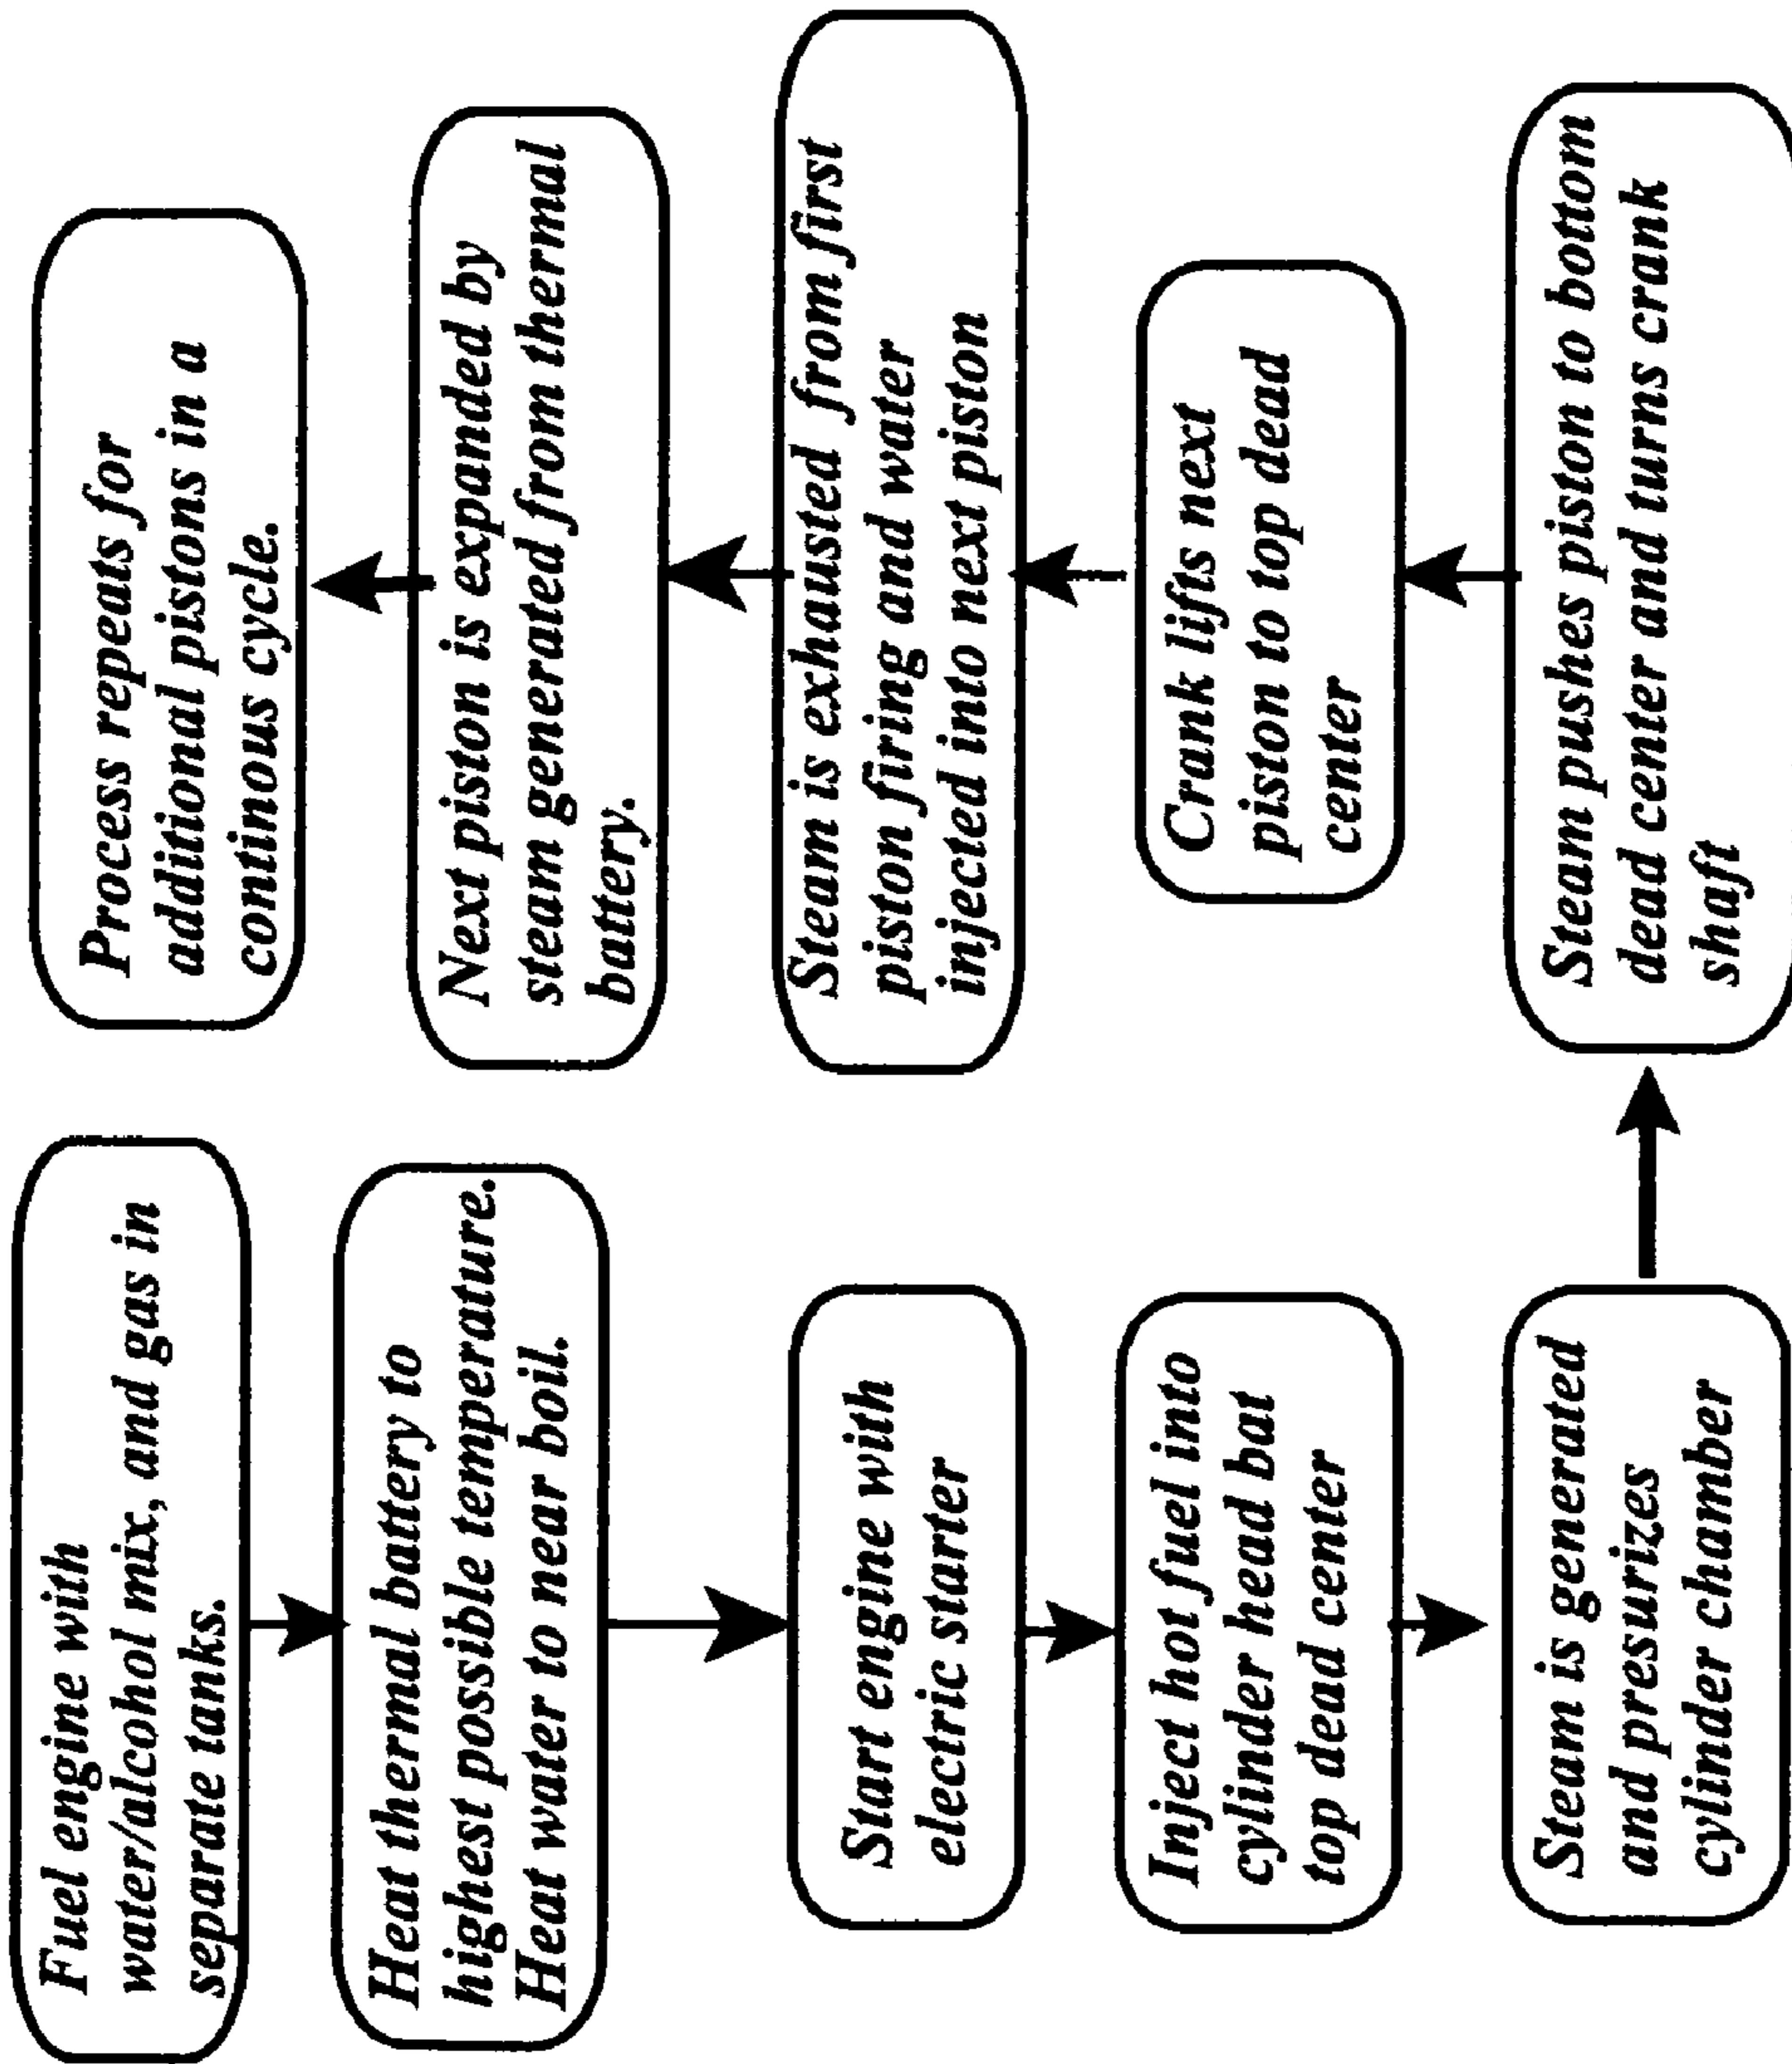 Fuel engine with
water/alcohol mix, and gas in
separate tanks.
Heat thermal battery to
highest possible temperature.
Heat water to near boil.
Start engine with
electric starter
Inject hot fuel into
cylinder head bat
top dead center
Steam is generated
and presurizes
cylinder chamber
Steam pushes piston to bottom
dead center and turns crank
shaft
Crank lifts next
piston to top dead
center
Steam is exhausted from first
piston firing and water
injected into next piston
Next piston is expanded by
steam generated from thermal
battery.
Process repeats for
additional pistons in a
continous cycle.